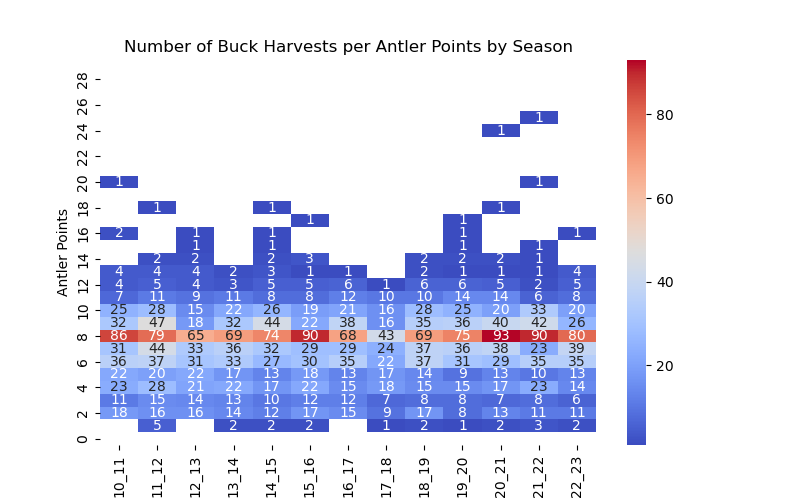 Number of Buck Harvests per Antler Points by Season
Antler Points
28
26
1
24 1
22
20 1 1
18 1 1 1
1 1
16 2 1 1 1 1
1 1 1 1
14 2 2 2 3 2 2 2 1
4 4 4 2 3 1 1 2 1 1 1 4
12 4 5 4 3 5 5 6 1 6 6 5 2 5
7 11 9 11 8 8 12 10 10 14 14 6 8
10 25 28 15 22 26 19 21 16 28 25 20 33 20
32 47 18 32 44 22 38 16 35 36 40 42 26
8 86 79 65 69 74 90 68 43 69 75 93 90 80
31 44 33 36 32 29 29 24 37 36 38 23 39
6 36 37 31 33 27 30 35 22 37 31 29 35 35
22 20 22 17 13 18 13 17 14 9 13 10 13
4 23 28 21 22 17 22 15 18 15 15 17 23 14
11 15 14 13 10 12 12 7 8 8 7 8 6
2 18 16 16 14 12 17 15 9 17 8 13 11 11
5 2 2 2 1 2 1 2 3 2
0
10_11 11_12 12_13 13_14 14_15 15_16 16_17 17_18 18_19 19_20 20_21 21_22 22_23
80
60
40
20